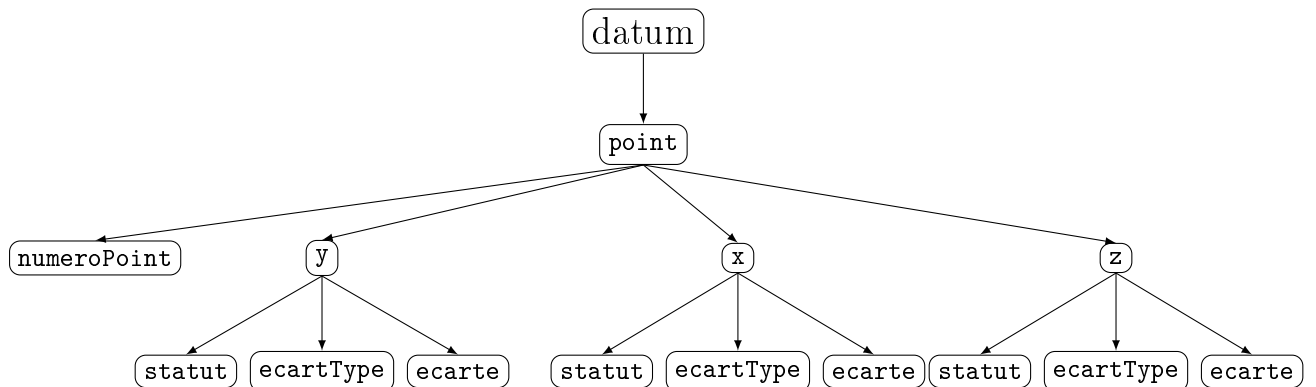 datum
point
numeroPoint y x z
statut ecartType ecarte statut ecartType ecarte statut ecartType ecarte